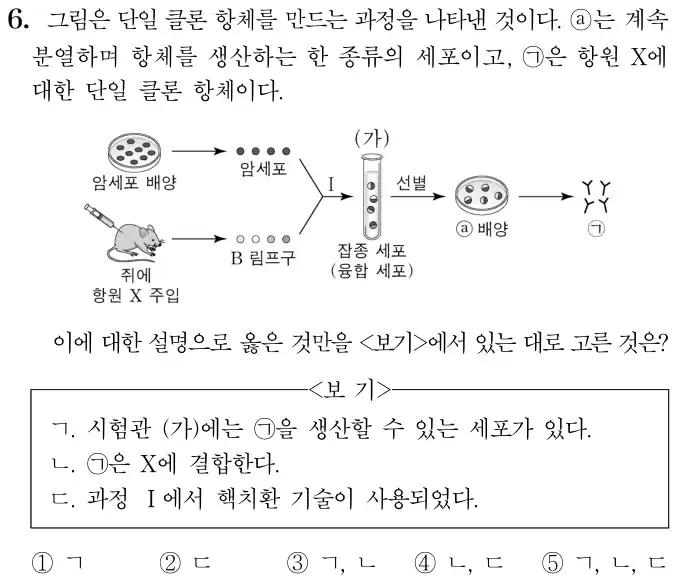 6. 그림은 단일 클론 항체를 만드는 과정을 나타낸 것이다. ⓐ는 계속
분열하며 항체를 생산하는 한 종류의 세포이고, ㉠은 항원 X에
대한 단일 클론 항체이다.
암세포 배양
암세포
쥐에
항원 X 주입
B 림프구
Ⅰ
(가)
잡종 세포
(융합 세포)
선별
ⓐ 배양
㉠
이에 대한 설명으로 옳은 것만을 <보기>에서 있는 대로 고른 것은?
<보 기>
ㄱ. 시험관 (가)에는 ㉠을 생산할 수 있는 세포가 있다.
ㄴ. ㉠은 X에 결합한다.
ㄷ. 과정 Ⅰ에서 핵치환 기술이 사용되었다.
① ㄱ ② ㄷ ③ ㄱ, ㄴ ④ ㄴ, ㄷ ⑤ ㄱ, ㄴ, ㄷ